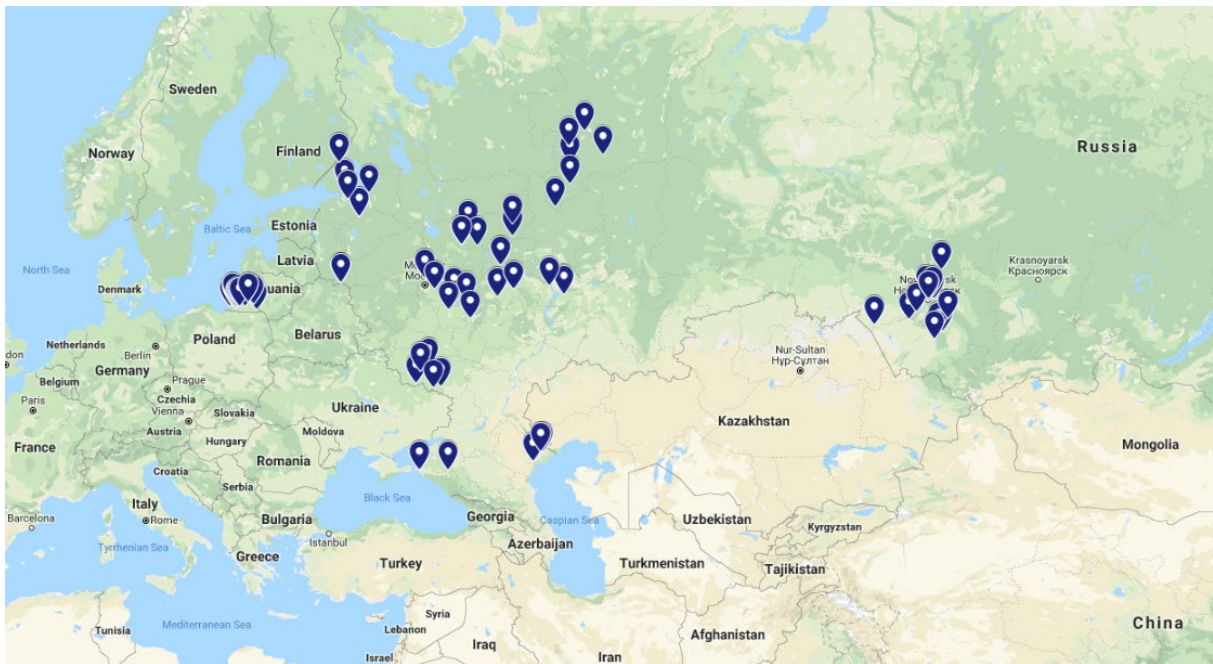 Sweden
Finland
Norway
Russia
Estonia
Baltic Sea
North Sea
Latvia
Krasnoyarsk
Красноярск
Denmark
Belarus
Poland
Netherlands
Berlin
Nur-Sultan
Нұр-Сұлтан
Germany
Belgium
Prague
Czechia
Paris
Ukraine
Slovakia
Vienna
Austria
Moldova
Kazakhstan
France
Hungary
Mongolia
Romania
Croatia
Serbia
Black Sea
Italy
Rome
Barcelona
Bulgaria
Georgia
Caspian Sea
Uzbekistan
Kyrgyzstan
Istanbul
Azerbaijan
Tyrrhenian Sea
Greece
Turkey
Turkmenistan
Tajikistan
Syria
Mediterranean Sea
Tunisia
Lebanon
Afghanistan
China
Iraq
Israel
Iran